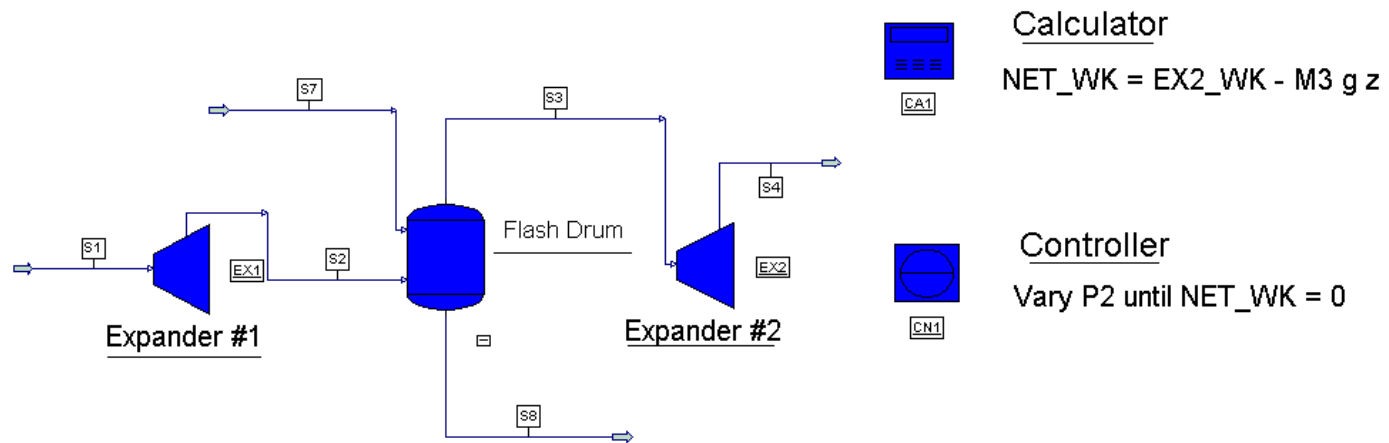 Calculator
NET_WK = EX2_WK - M3 g z
CA1
S7
S3
S4
S1
EX1
S2
Flash Drum
EX2
Controller
Vary P2 until NET_WK = 0
CN1
Expander #1
Expander #2
S8